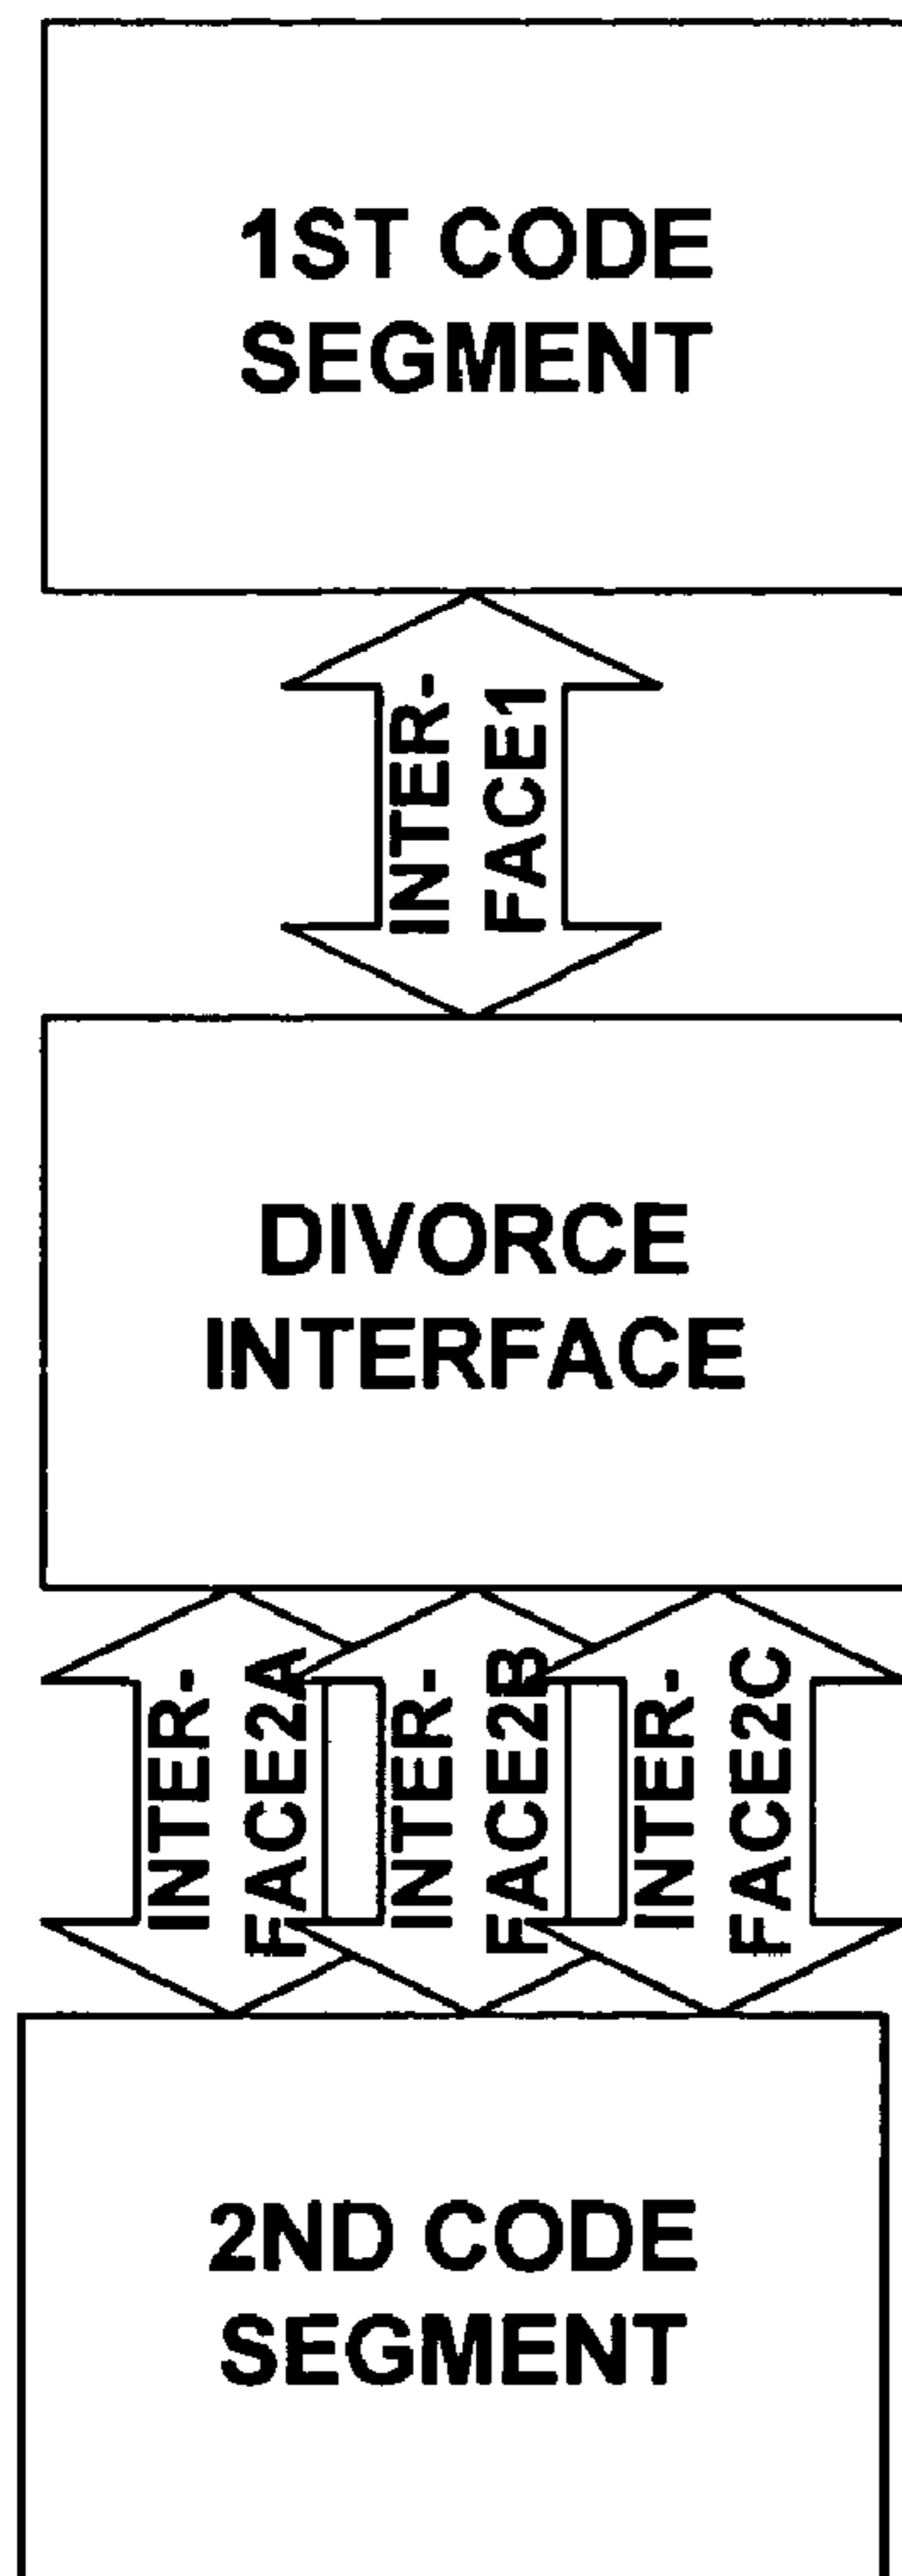 1ST CODE
SEGMENT
INTER-
FACE1
DIVORCE
INTERFACE
INTER-
FACE2A
INTER-
FACE2B
INTER-
FACE2C
2ND CODE
SEGMENT